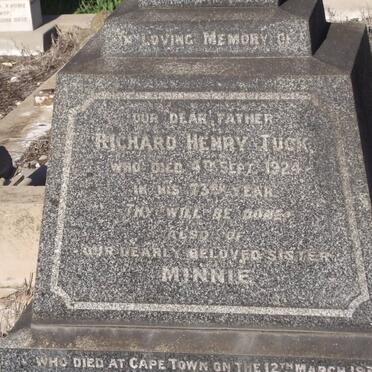 IN LOVING MEMORY OF
OUR DEAR FATHER
RICHARD HENRY TUCK,
WHO DIED 4TH SEPT 1924
IN HIS 73RD YEAR
THY WILL BE DONE.
ALSO OF
OUR DEARLY BELOVED SISTER
MINNIE
WHO DIED AT CAPE TOWN ON THE 12TH MARCH